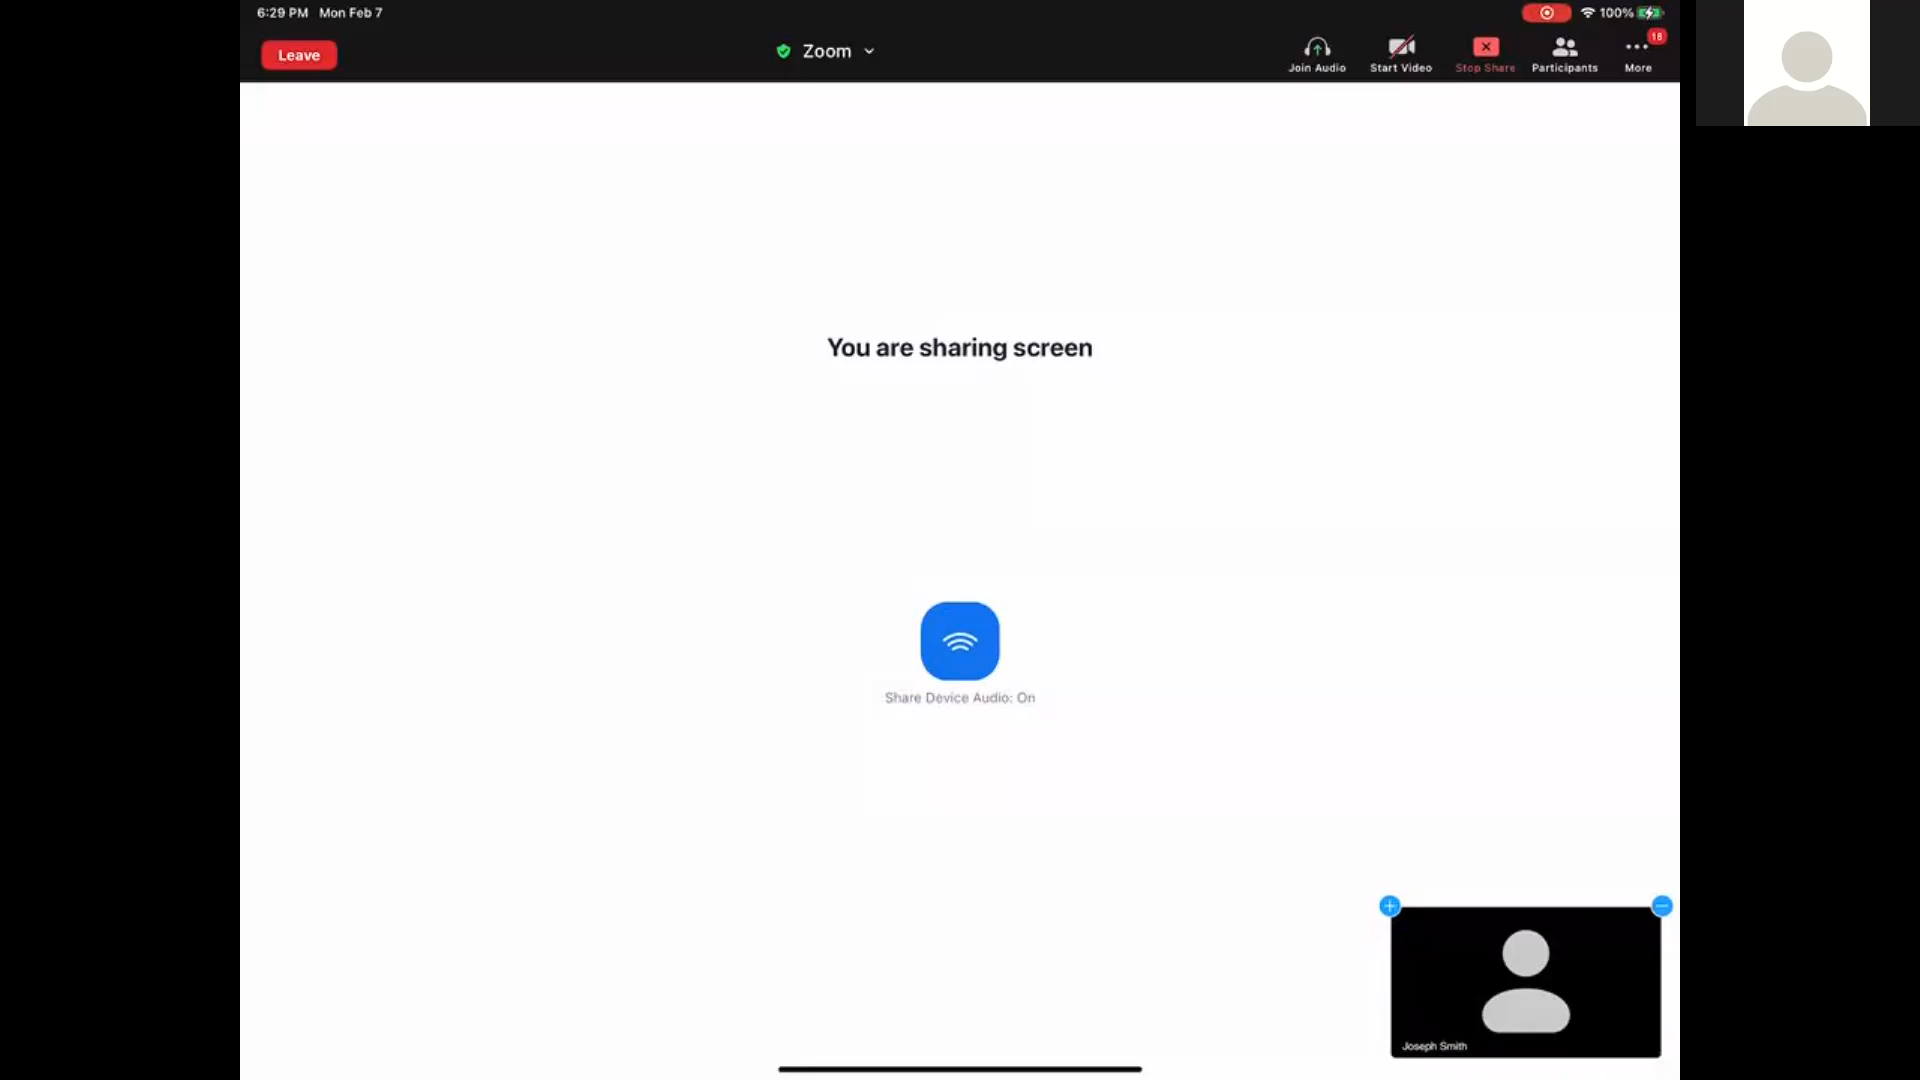 6:29 PM Mon Feb 7
100%
Leave
Zoom
Join Audio
Start Video
Stop Share
Participants
18
More
You are sharing screen
Share Device Audio: On
Joseph Smith